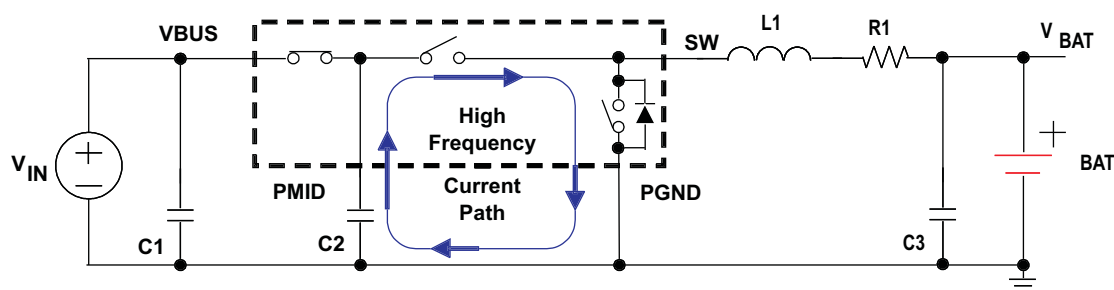 VBUS
SW
L1
R1
V BAT
High
Frequency
Current
Path
PMID
PGND
V IN
C1
C2
C3
BAT